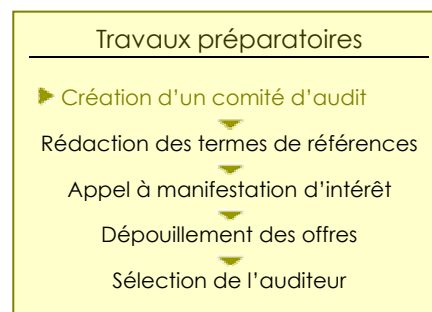 Travaux préparatoires
Création d'un comité d'audit
Rédaction des termes de références
Appel à manifestation d'intérêt
Dépouillement des offres
Sélection de l'auditeur